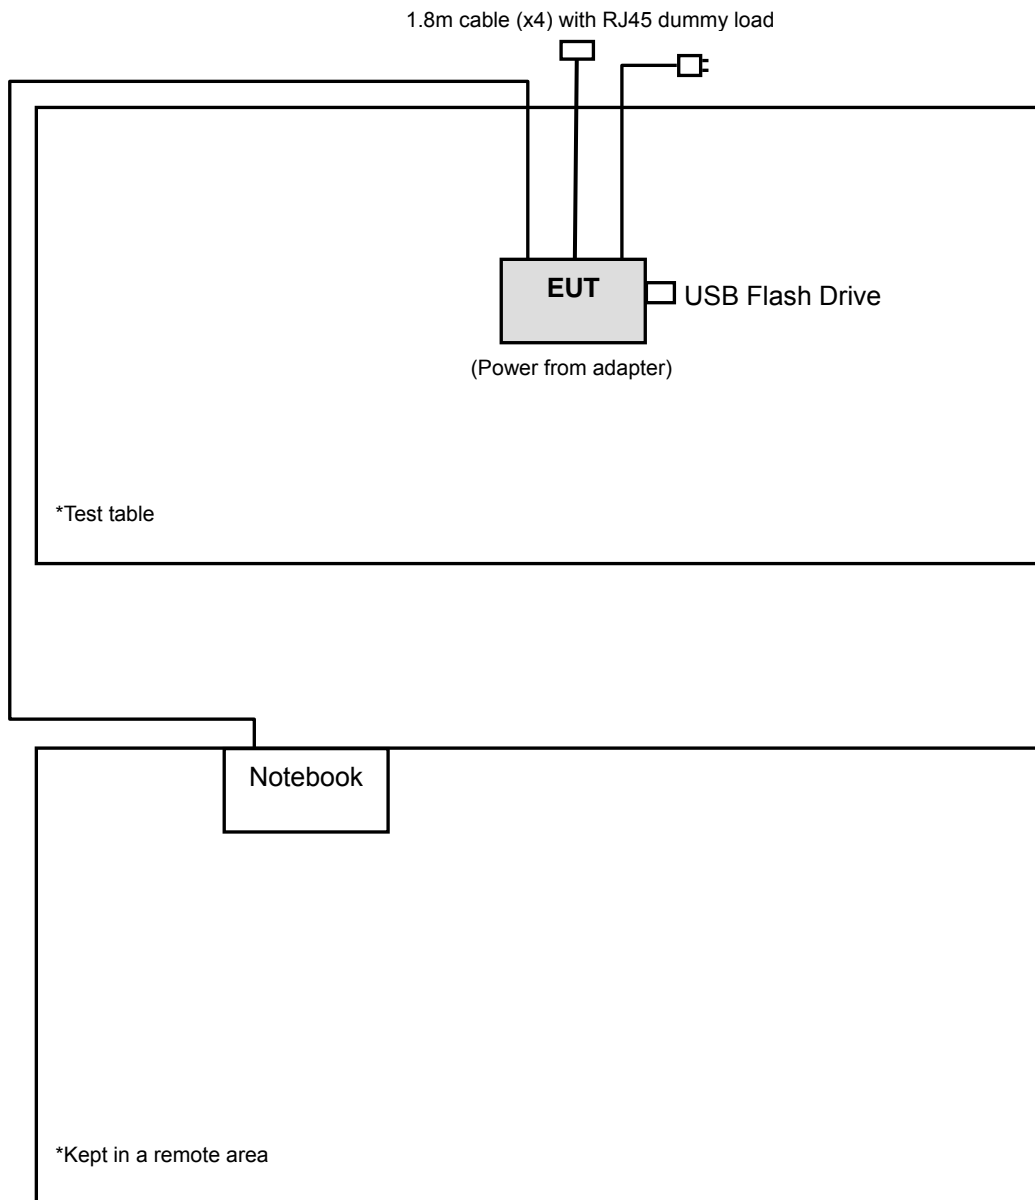 1.8m cable (x4) with RJ45 dummy load
EUT
USB Flash Drive
(Power from adapter)
*Test table
Notebook
*Kept in a remote area